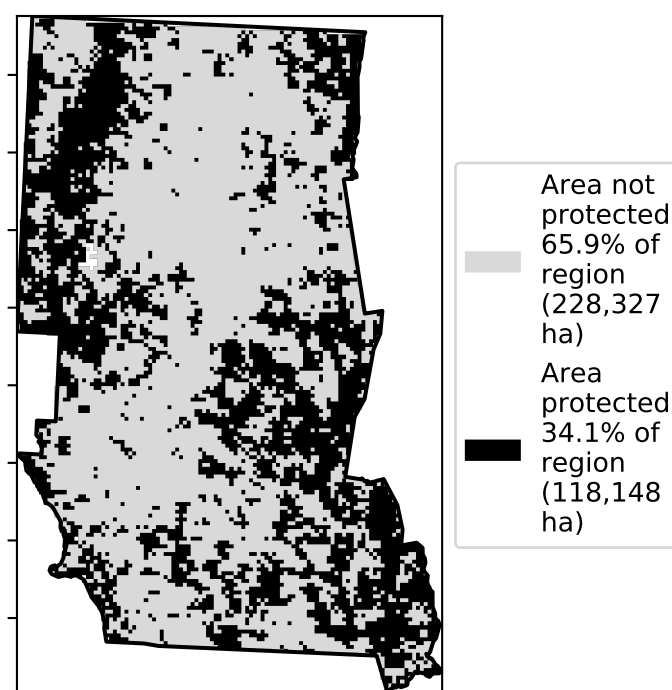 Area not
protected
65.9% of
region
(228,327
ha)
Area
protected
34.1% of
region
(118,148
ha)